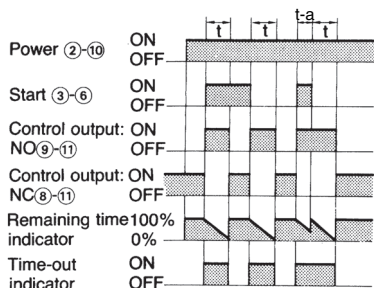 t-a
t t t
Power ②-⑩ ON
OFF
Start ③-⑥ ON
OFF
Control output: ON
NO⑨-⑪ OFF
Control output: ON
NC⑧-⑪ OFF
Remaining time 100%
indicator 0%
Time-out ON
indicator OFF